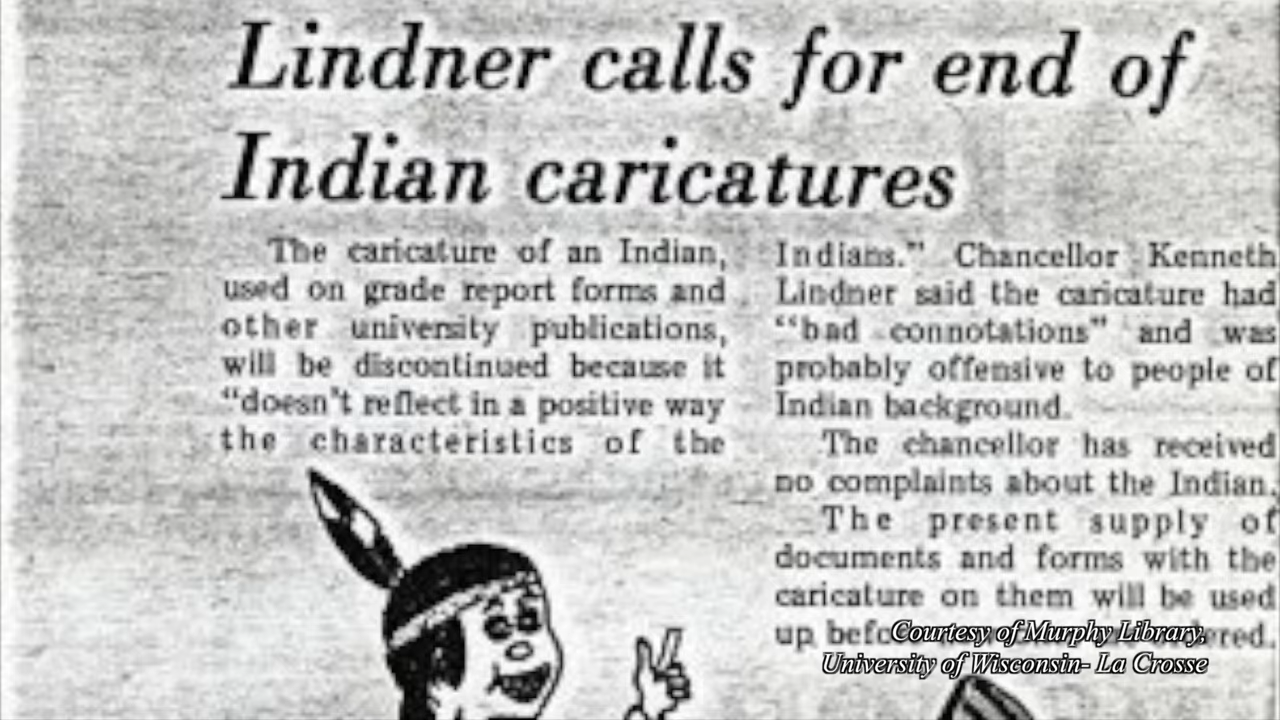 Lindner calls for end of
Indian caricatures
The caricature of an Indian,
used on grade report forms and
other university publications,
will be discontinued because it
“doesn't reflect in a positive way
the characteristics of the
Indians.” Chancellor Kenneth
Lindner said the caricature had
“bad connotations” and was
probably offensive to people of
Indian background.
The chancellor has received
no complaints about the Indian.
The present supply of
documents and forms with the
caricature on them will be used
up
Courtesy of Murphy Library,
University of Wisconsin- La Crosse